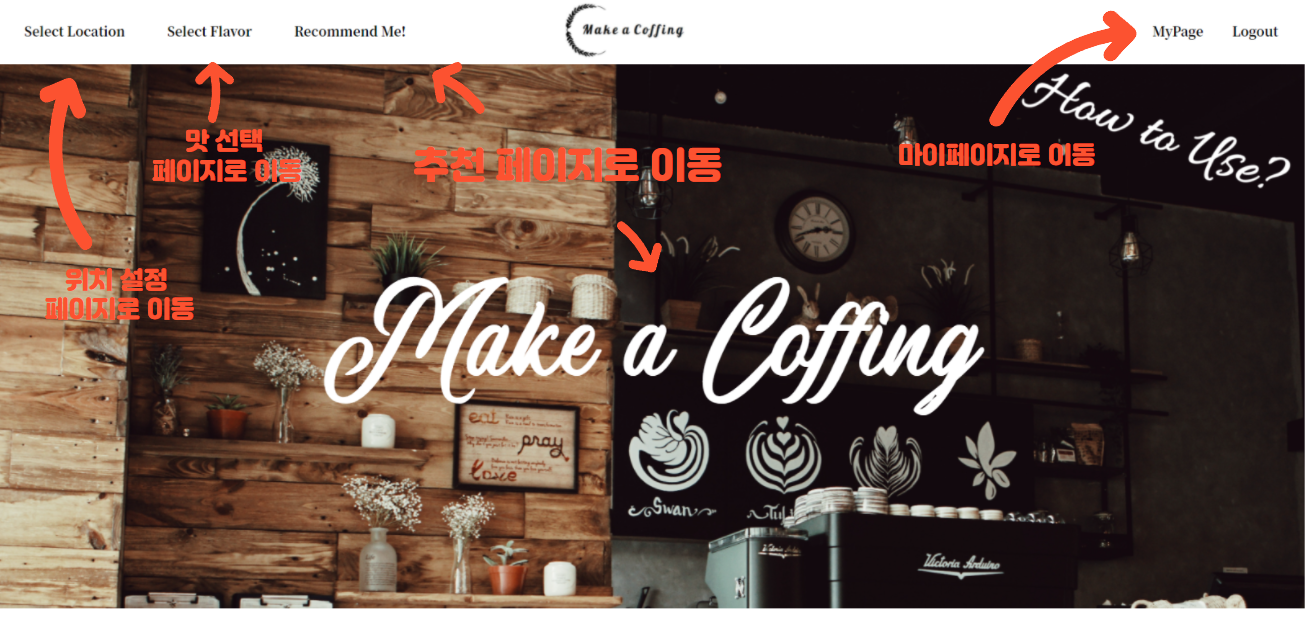 Select Location
Select Flavor
Recommend Me!
Make a Coffing
MyPage
Logout
How to Use?
맛 선택
페이지로 이동
추천 페이지로 이동
마이페이지로 이동
위치 설정
페이지로 이동
Make a Coffing
eat
pray
love
Swan
Victoria Arduino